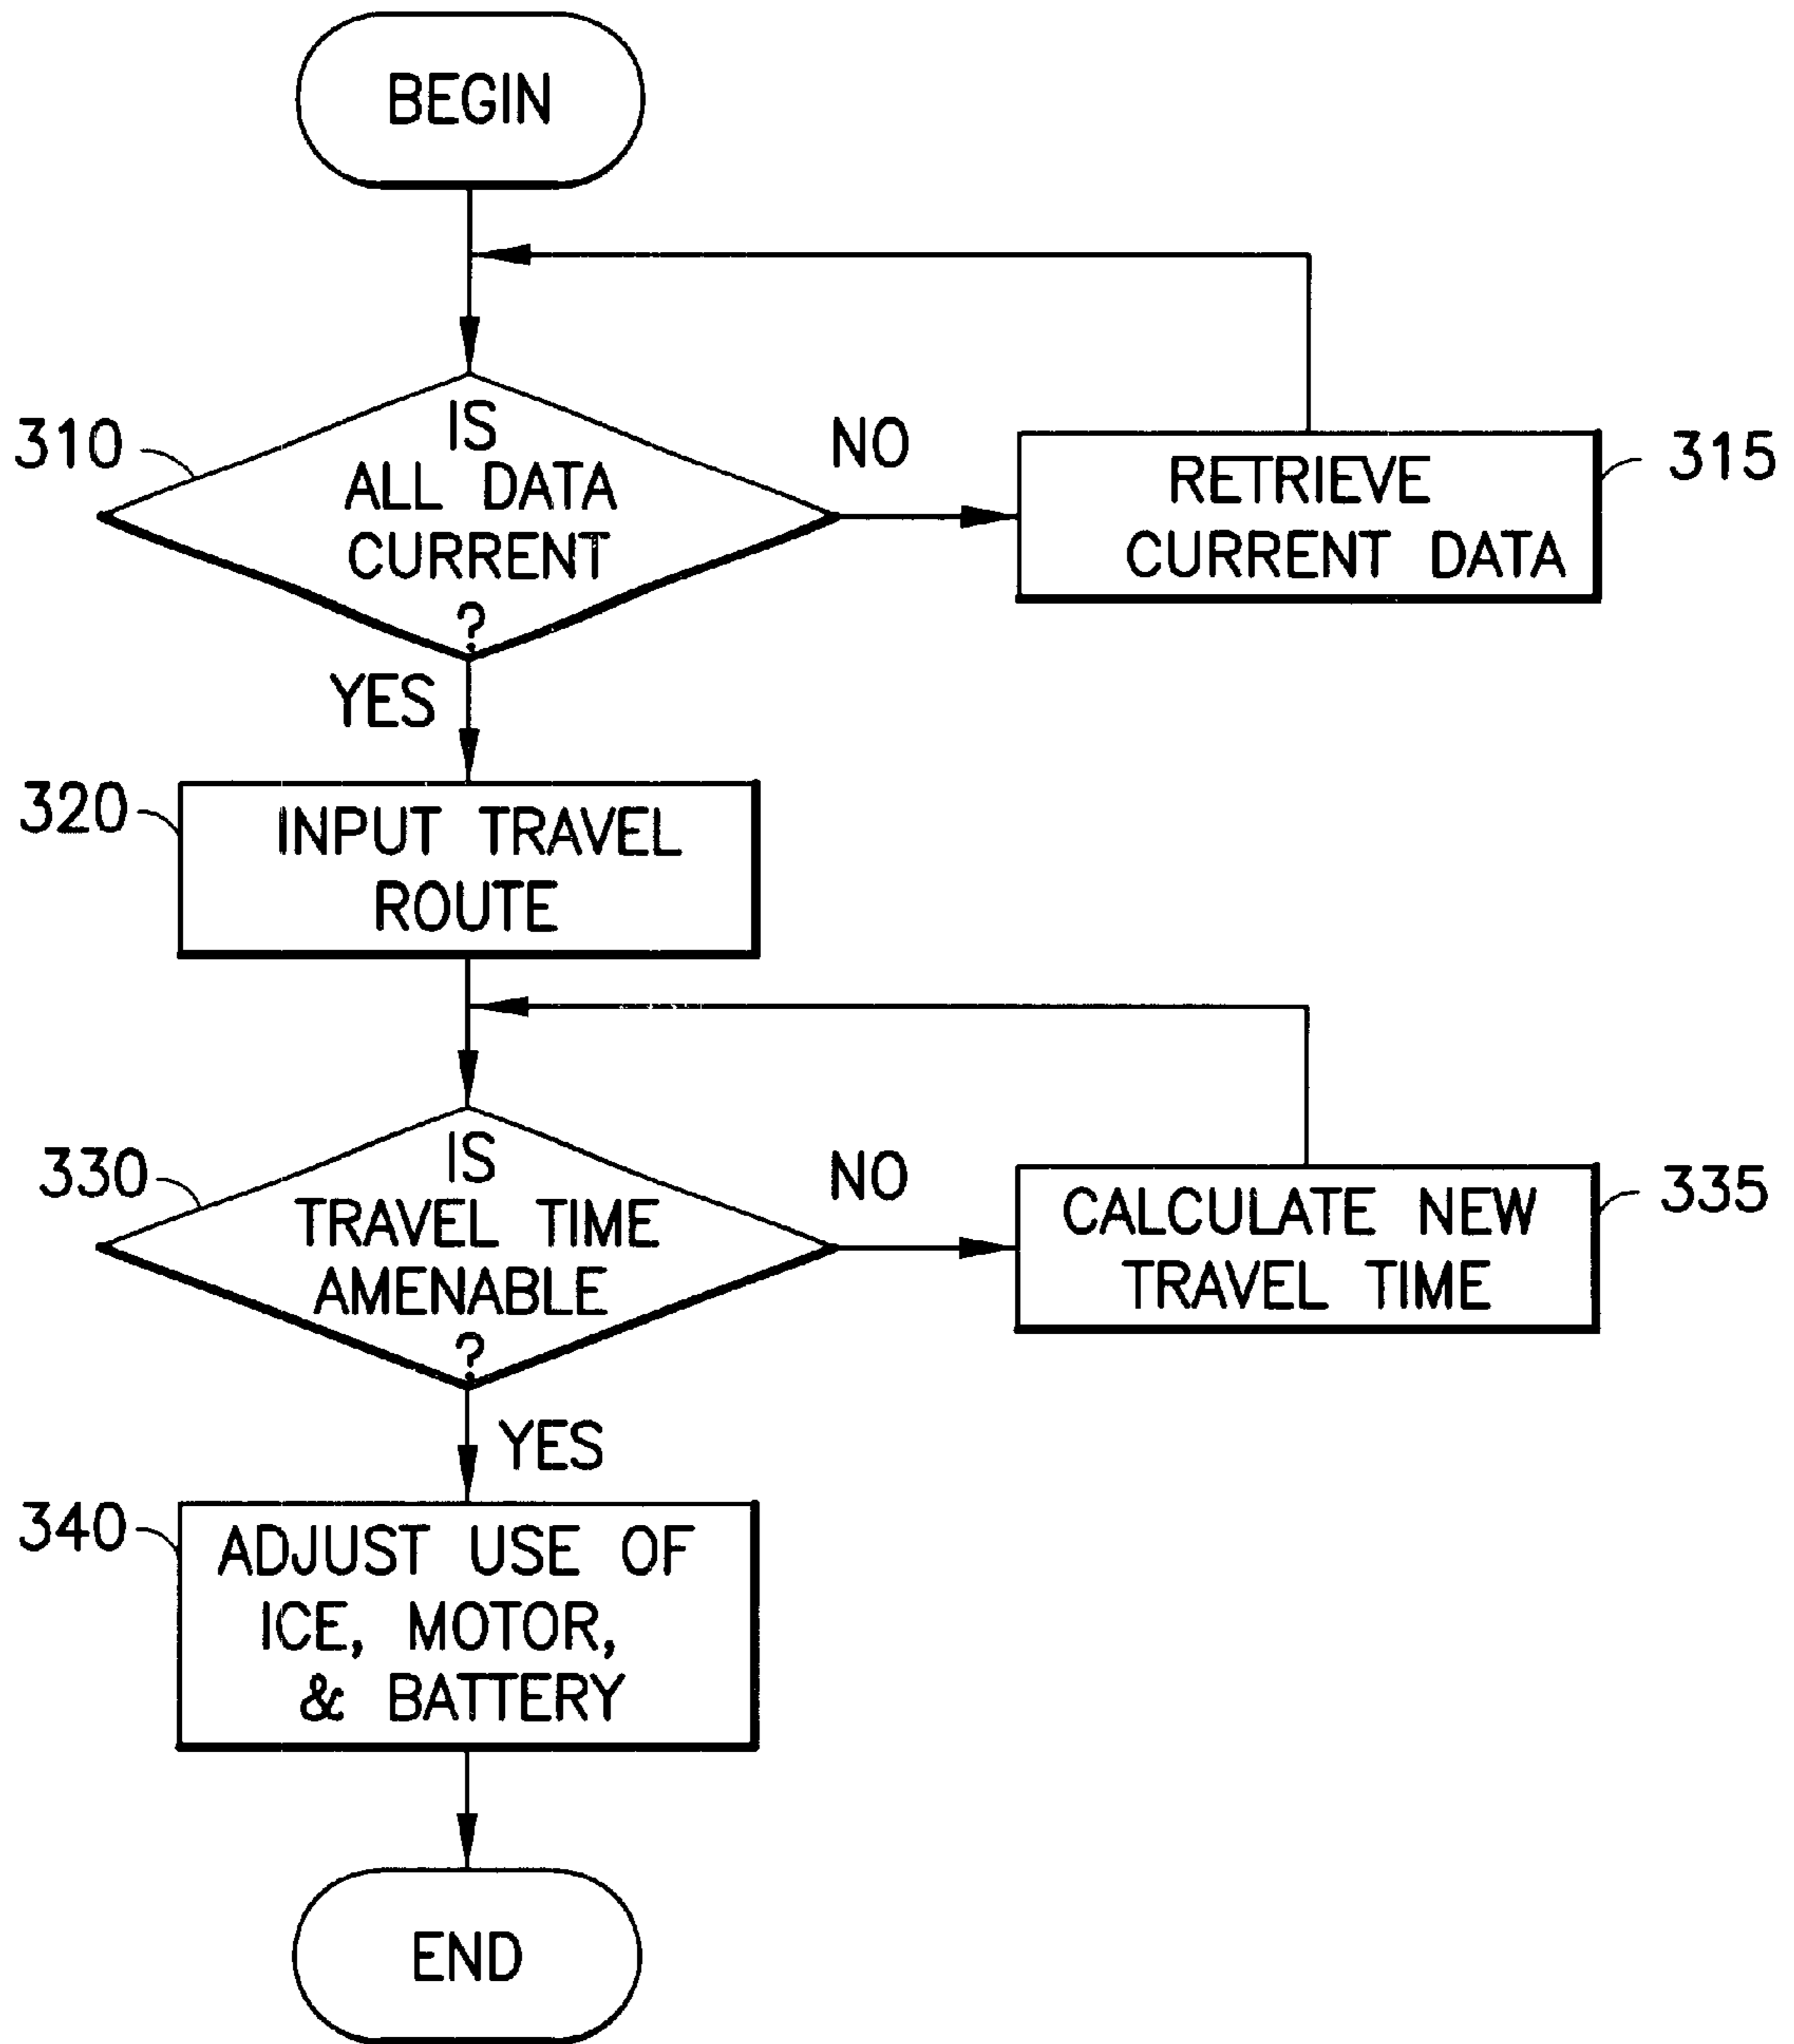 BEGIN
310
IS
ALL DATA
CURRENT
?
NO
RETRIEVE
CURRENT DATA
315
YES
320
INPUT TRAVEL
ROUTE
330
IS
TRAVEL TIME
AMENABLE
?
NO
CALCULATE NEW
TRAVEL TIME
335
YES
340
ADJUST USE OF
ICE, MOTOR,
& BATTERY
END